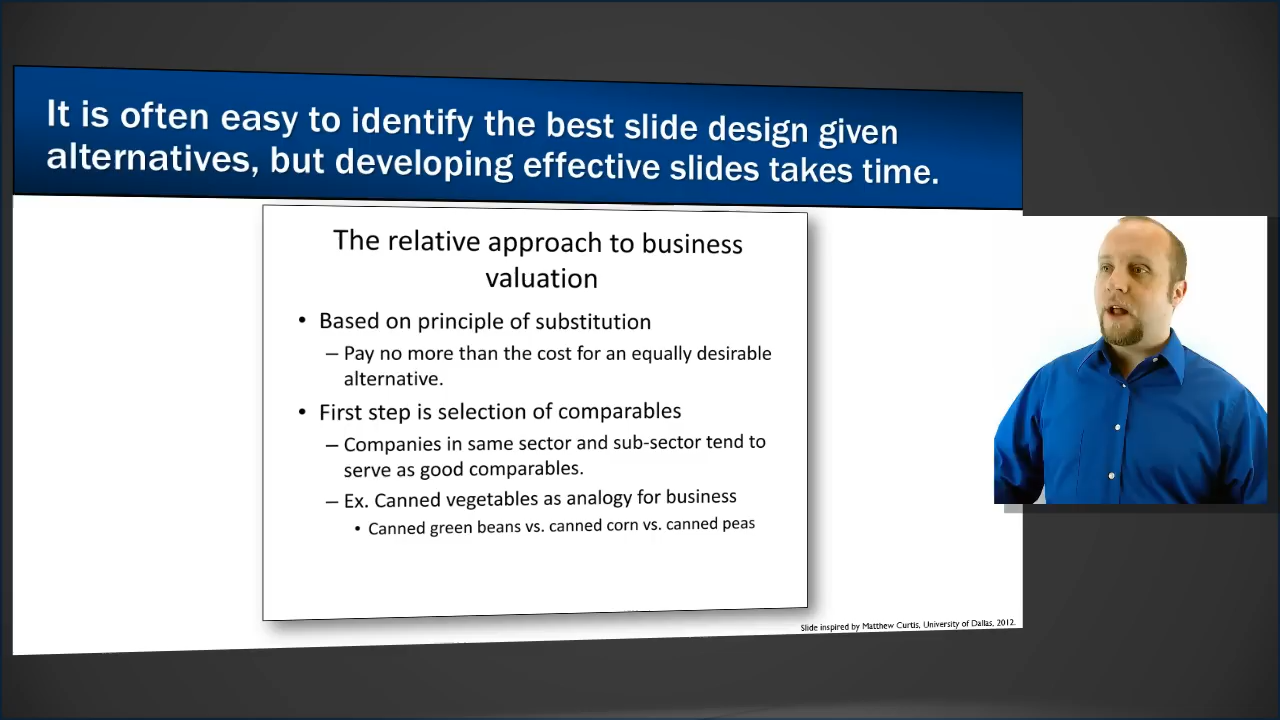 It is often easy to identify the best slide design given
alternatives, but developing effective slides takes time.
The relative approach to business
valuation
• Based on principle of substitution
– Pay no more than the cost for an equally desirable
alternative.
• First step is selection of comparables
– Companies in same sector and sub-sector tend to
serve as good comparables.
– Ex. Canned vegetables as analogy for business
• Canned green beans vs. canned corn vs. canned peas
Slide inspired by Matthew Curtis, University of Dallas, 2012.